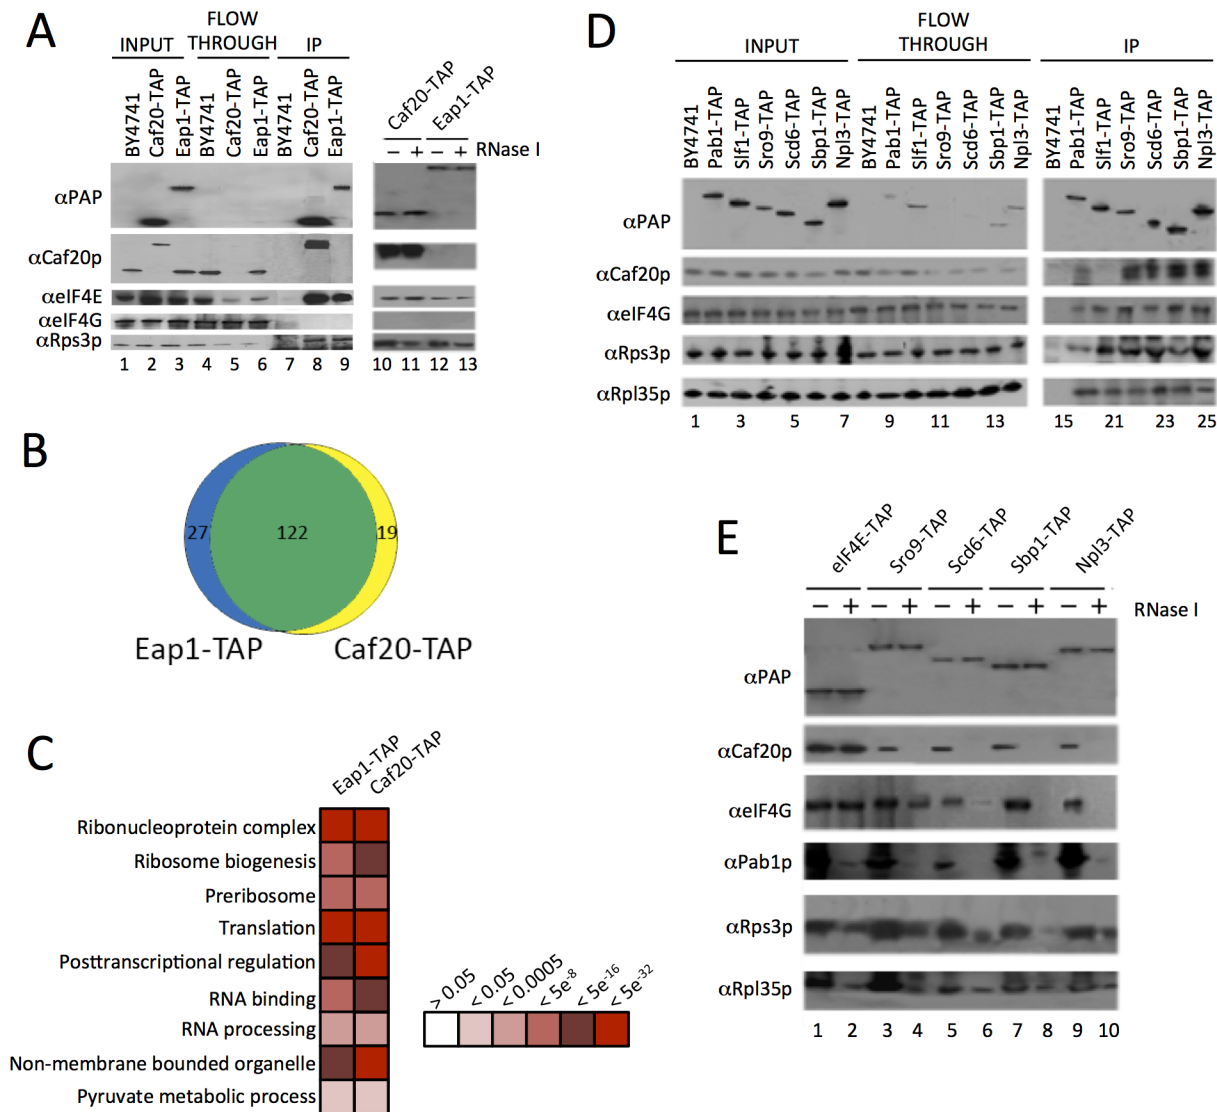 A
INPUT
FLOW
THROUGH
IP
BY4741
Caf20-TAP
Eap1-TAP
BY4741
Caf20-TAP
Eap1-TAP
BY4741
Caf20-TAP
Eap1-TAP
Caf20-TAP
Eap1-TAP
− + − + RNase I
αPAP
αCaf20p
αeIF4E
αeIF4G
αRps3p
1 2 3 4 5 6 7 8 9 10 11 12 13
B
27
122
19
Eap1-TAP
Caf20-TAP
C
Eap1-TAP
Caf20-TAP
Ribonucleoprotein complex
Ribosome biogenesis
Preribosome
Translation
Posttranscriptional regulation
RNA binding
RNA processing
Non-membrane bounded organelle
Pyruvate metabolic process
> 0.05
< 0.05
< 0.0005
< 5e⁻⁸
< 5e⁻¹⁶
< 5e⁻³²
D
INPUT
FLOW
THROUGH
IP
BY4741
Pab1-TAP
Slf1-TAP
Sro9-TAP
Scd6-TAP
Sbp1-TAP
Npl3-TAP
BY4741
Pab1-TAP
Slf1-TAP
Sro9-TAP
Scd6-TAP
Sbp1-TAP
Npl3-TAP
BY4741
Pab1-TAP
Slf1-TAP
Sro9-TAP
Scd6-TAP
Sbp1-TAP
Npl3-TAP
αPAP
αCaf20p
αeIF4G
αRps3p
αRpl35p
1 3 5 7 9 11 13 15 21 23 25
E
eIF4E-TAP
Sro9-TAP
Scd6-TAP
Sbp1-TAP
Npl3-TAP
− + − + − + − + − + RNase I
αPAP
αCaf20p
αeIF4G
αPab1p
αRps3p
αRpl35p
1 2 3 4 5 6 7 8 9 10